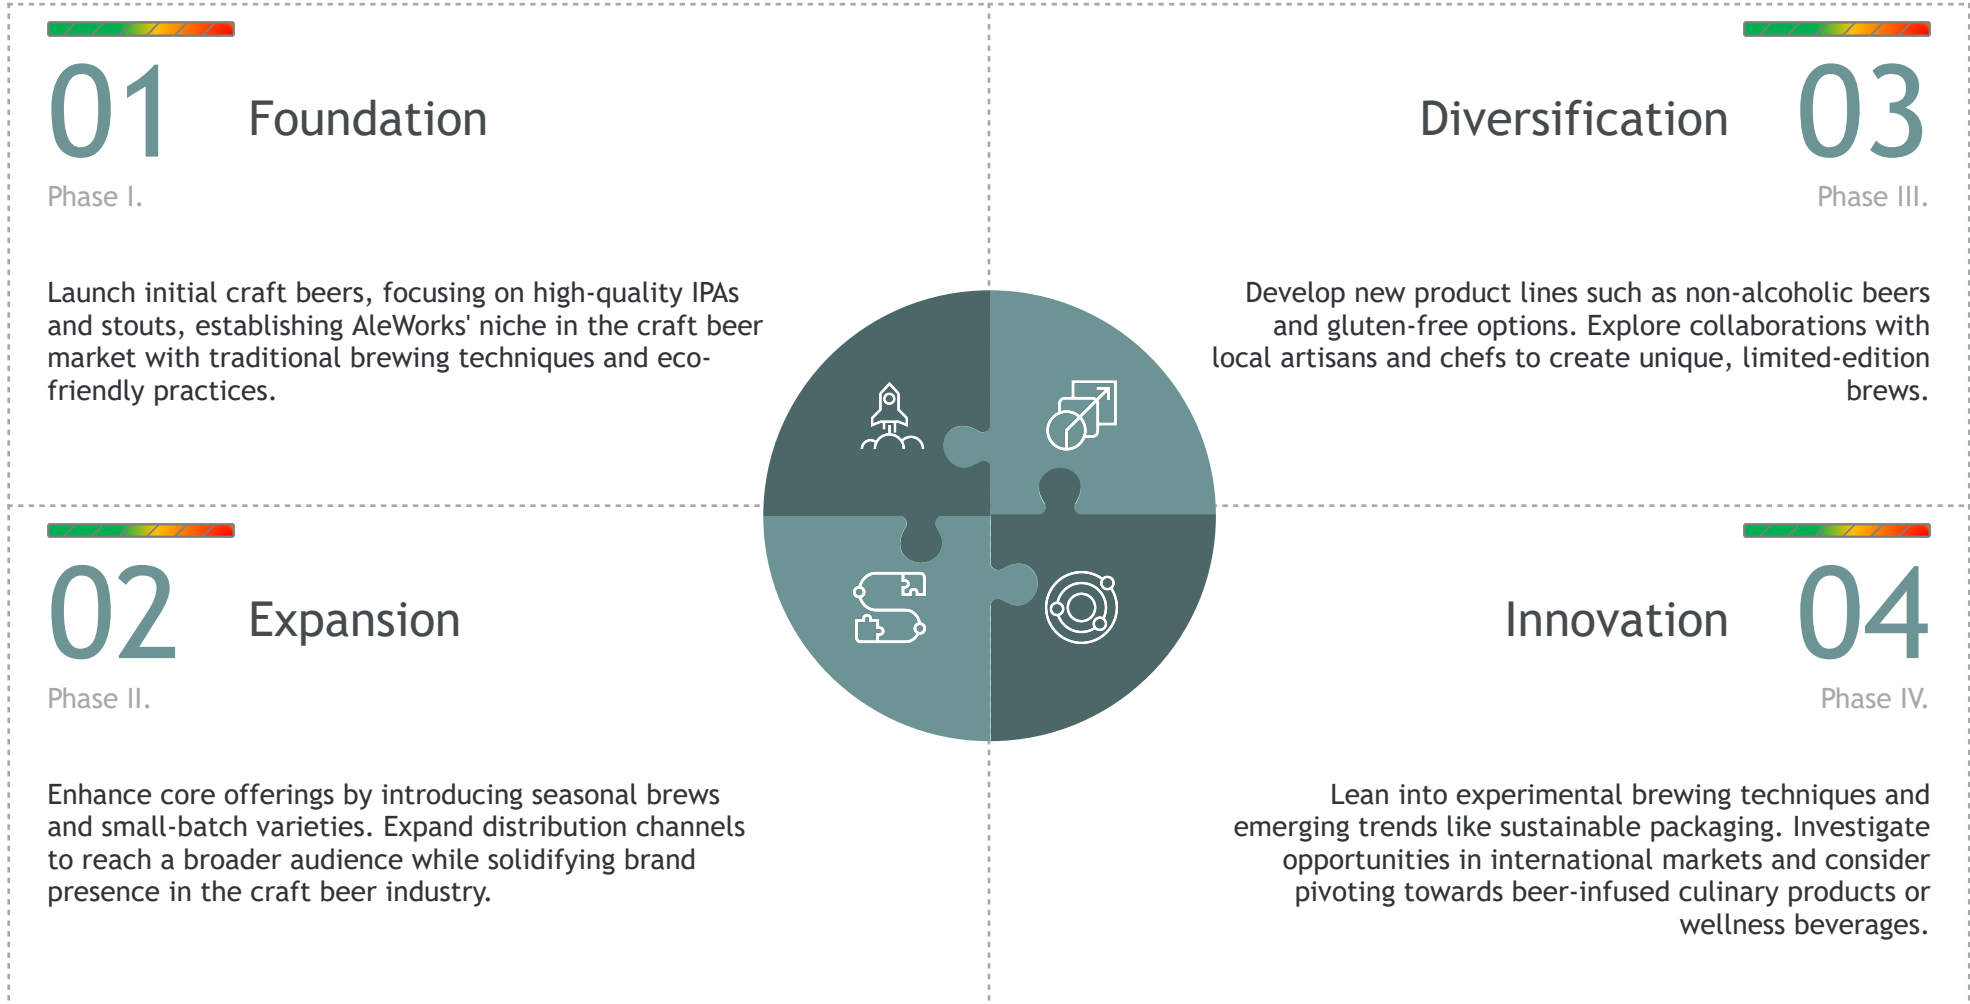 01
Foundation
Phase I.
Launch initial craft beers, focusing on high-quality IPAs
and stouts, establishing AleWorks' niche in the craft beer
market with traditional brewing techniques and eco-
friendly practices.
02
Expansion
Phase II.
Enhance core offerings by introducing seasonal brews
and small-batch varieties. Expand distribution channels
to reach a broader audience while solidifying brand
presence in the craft beer industry.
Diversification
03
Phase III.
Develop new product lines such as non-alcoholic beers
and gluten-free options. Explore collaborations with
local artisans and chefs to create unique, limited-edition
brews.
Innovation
04
Phase IV.
Lean into experimental brewing techniques and
emerging trends like sustainable packaging. Investigate
opportunities in international markets and consider
pivoting towards beer-infused culinary products or
wellness beverages.